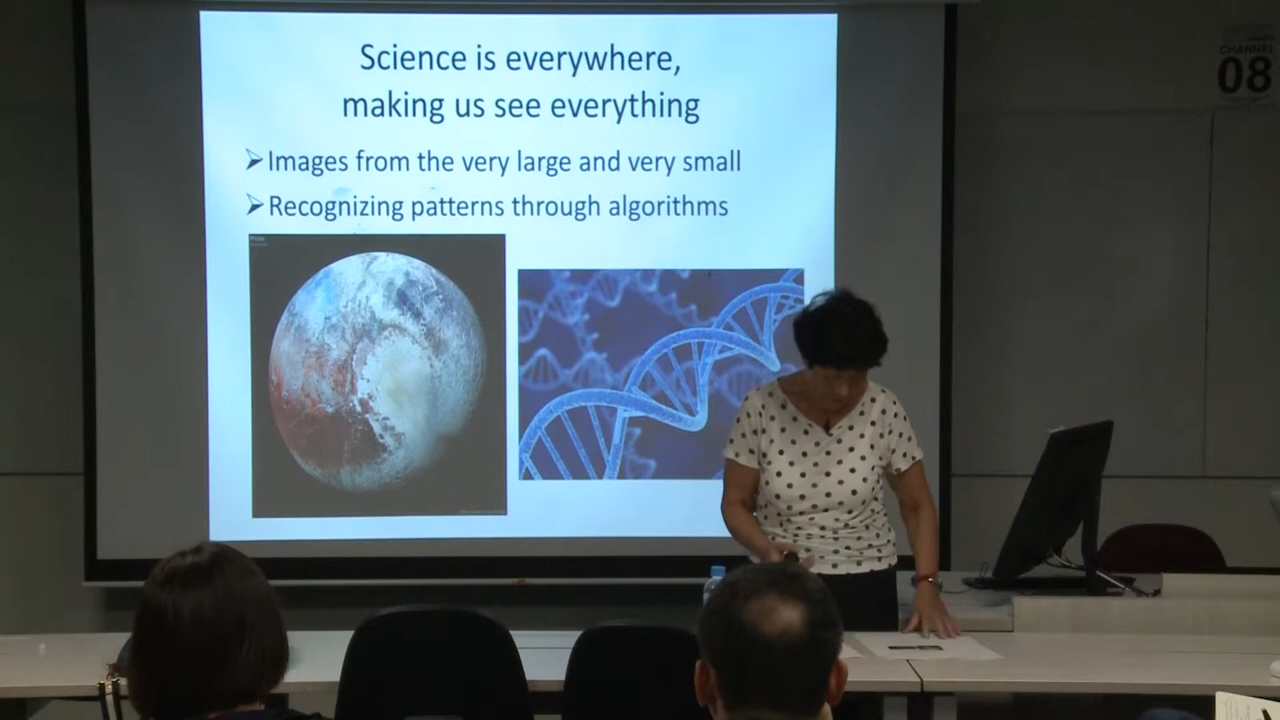 Science is everywhere,
making us see everything
➢Images from the very large and very small
➢Recognizing patterns through algorithms
Pluto
CHANNEL
08